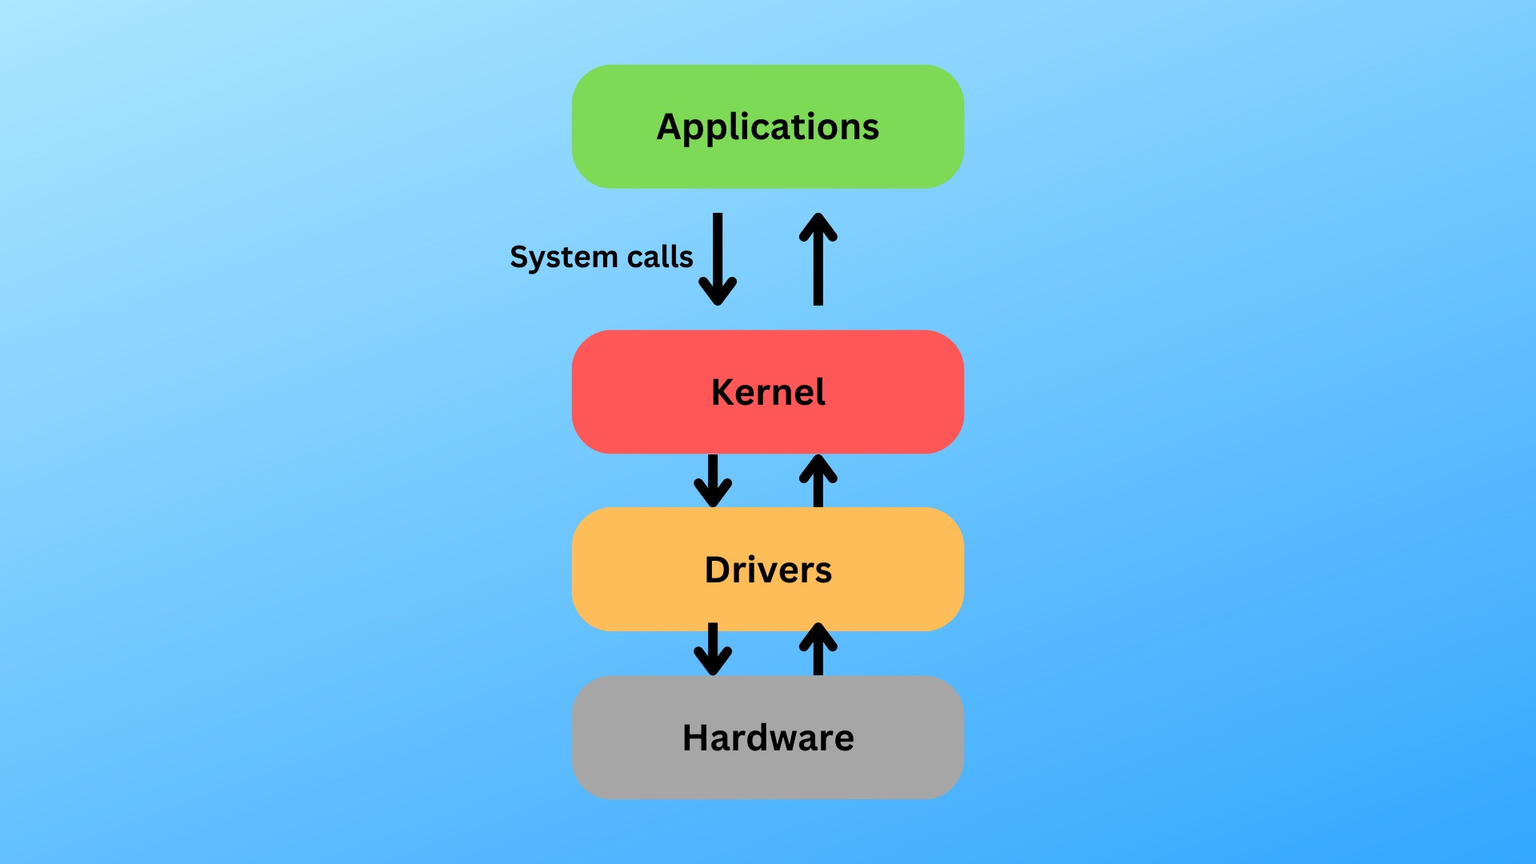 Applications
System calls
Kernel
Drivers
Hardware